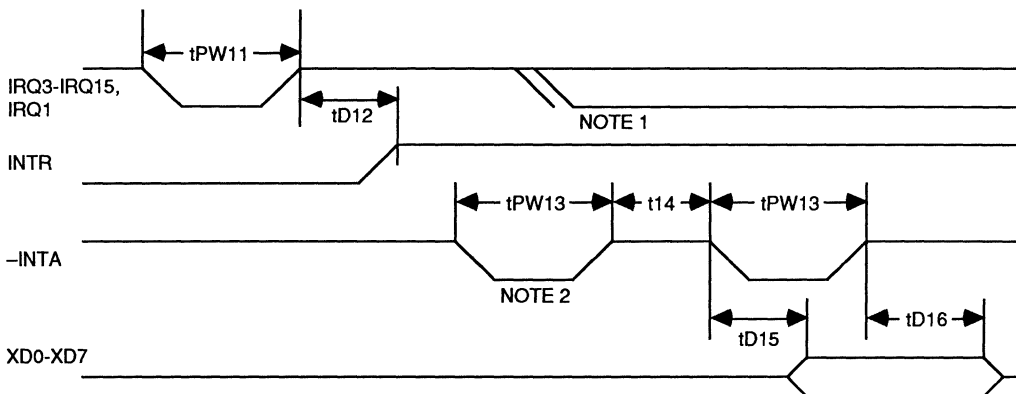 tPW11
IRQ3-IRQ15,
IRQ1
tD12
NOTE 1
INTR
tPW13
t14
tPW13
–INTA
NOTE 2
tD15
tD16
XD0-XD7